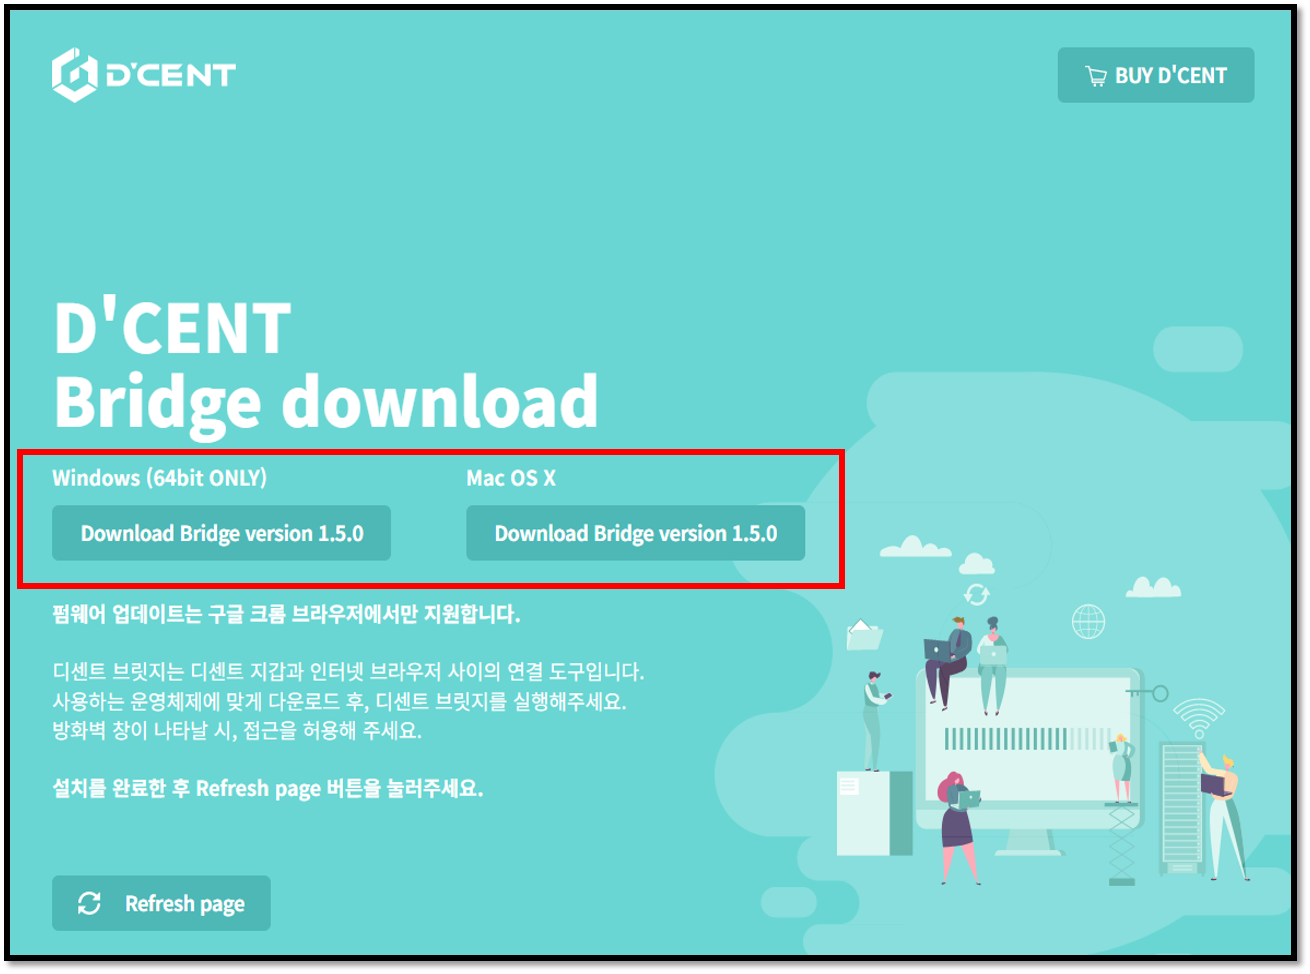 D'CENT
BUY D'CENT
D'CENT
Bridge download
Windows (64bit ONLY)
Download Bridge version 1.5.0
Mac OS X
Download Bridge version 1.5.0
펌웨어 업데이트는 구글 크롬 브라우저에서만 지원합니다.
디센트 브릿지는 디센트 지갑과 인터넷 브라우저 사이의 연결 도구입니다.
사용하는 운영체제에 맞게 다운로드 후, 디센트 브릿지를 실행해주세요.
방화벽 창이 나타날 시, 접근을 허용해 주세요.
설치를 완료한 후 Refresh page 버튼을 눌러주세요.
Refresh page